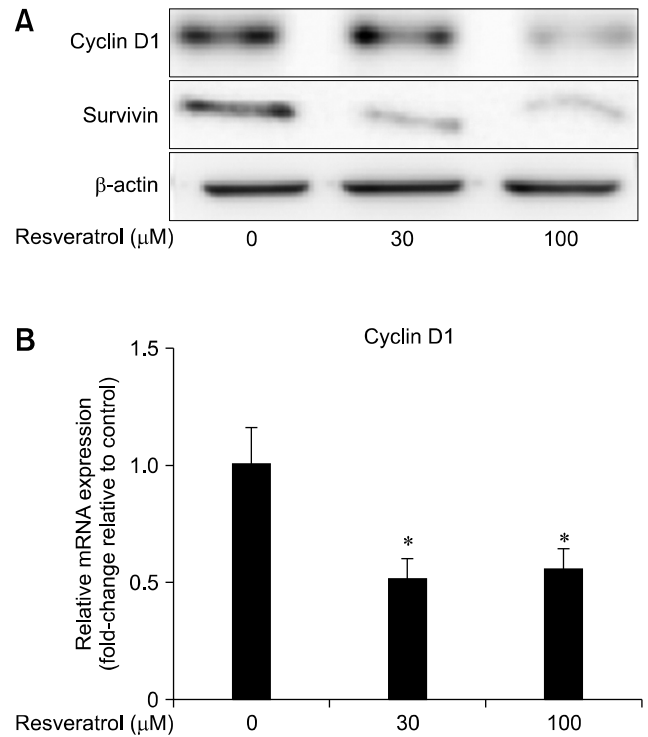 A
Cyclin D1
Survivin
β-actin
Resveratrol (μM) 0 30 100
B
Cyclin D1
Relative mRNA expression
(fold-change relative to control)
1.5
1.0
0.5
0
* *
Resveratrol (μM) 0 30 100